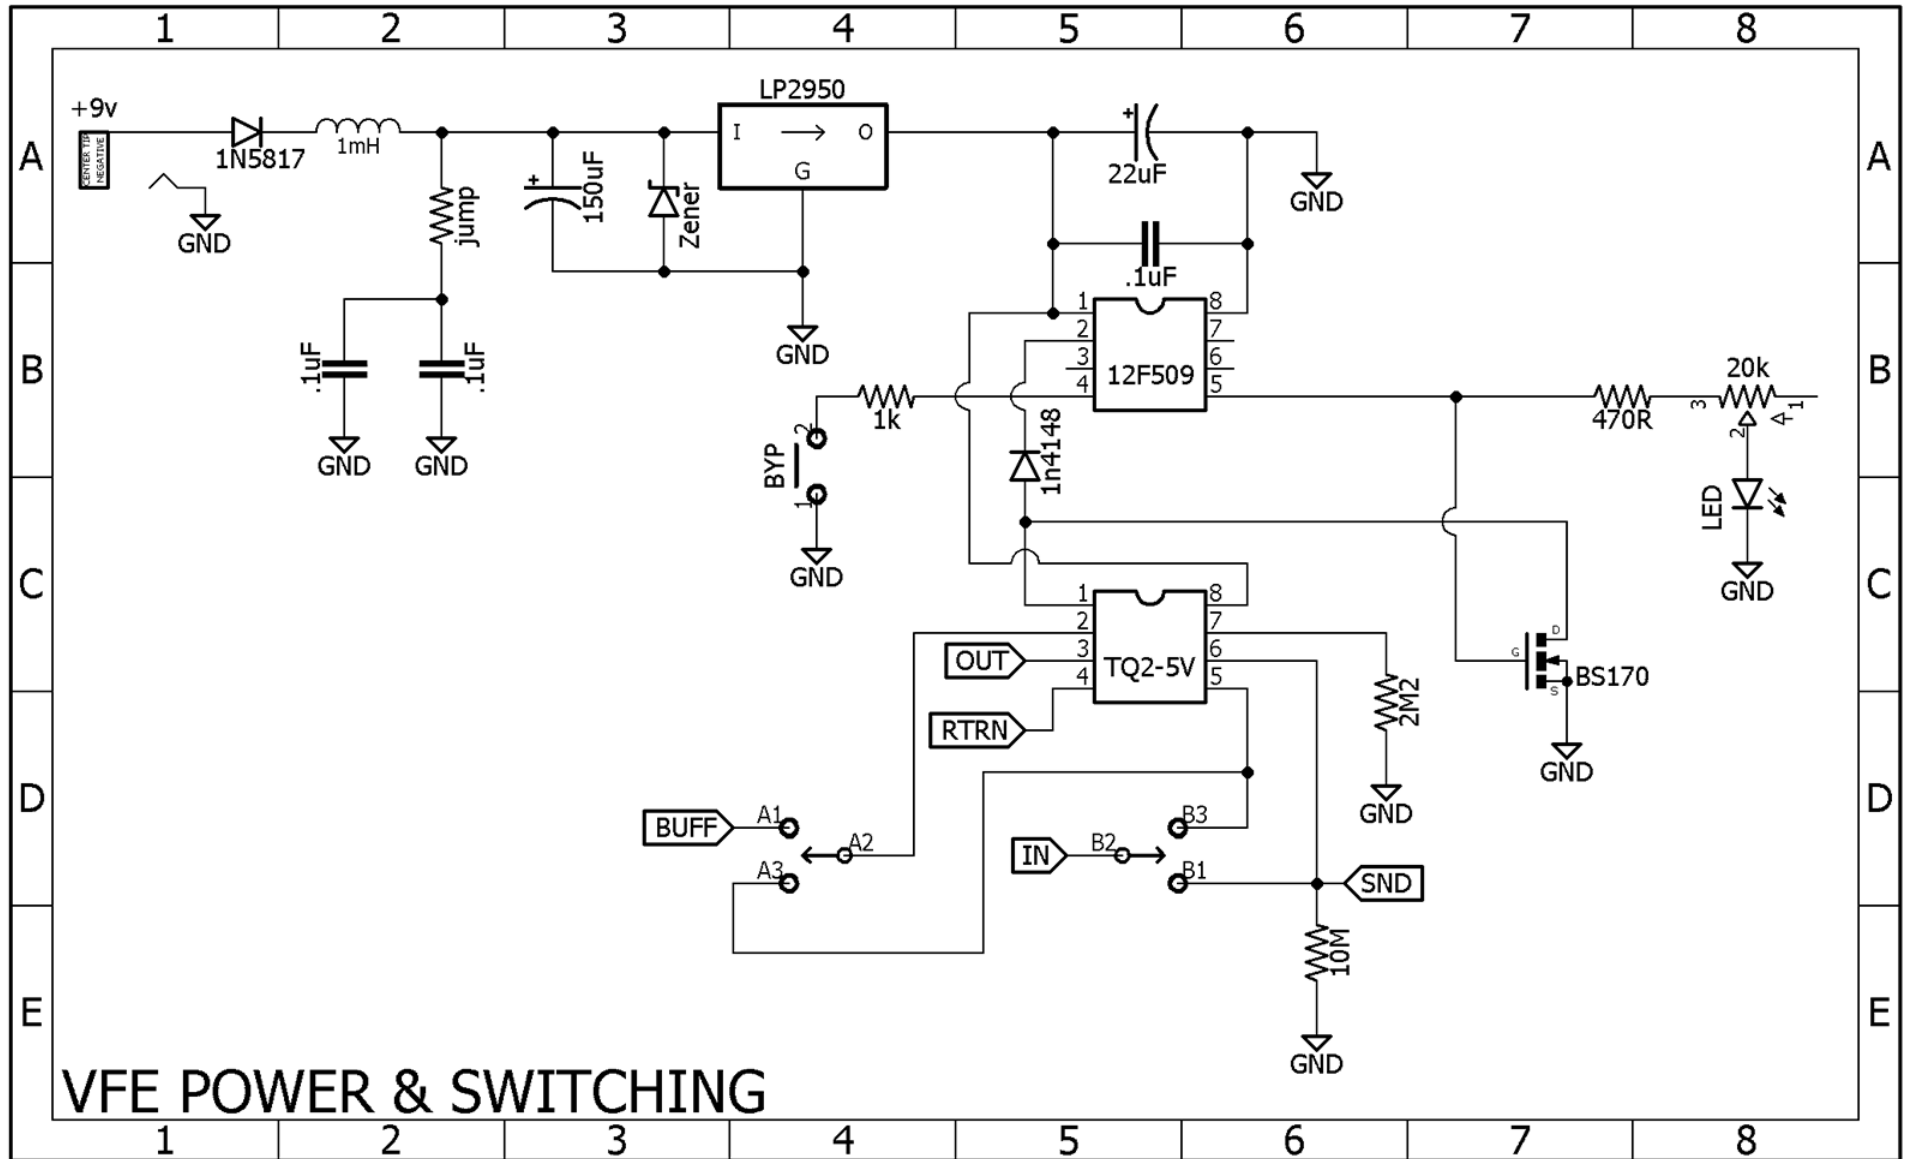 1 2 3 4 5 6 7 8
LP2950
+9v
CENTER TIP
NEGATIVE
1N5817
1mH
I → O
G
+
22uF
A
A
GND
jump
+
150uF
Zener
GND
.1uF
1
8
2
7
3
6
4
5
12F509
GND
B
B
.1uF
.1uF
1k
470R
3
20k
1
2
GND
GND
BYP
2
1
1n4148
LED
GND
GND
C
C
1
8
2
7
3
6
4
5
TQ2-5V
OUT
RTRN
2M2
D
G
S
BS170
GND
GND
D
D
BUFF
A1
A2
A3
IN
B2
B3
B1
SND
10M
GND
E
E
VFE POWER & SWITCHING
1 2 3 4 5 6 7 8